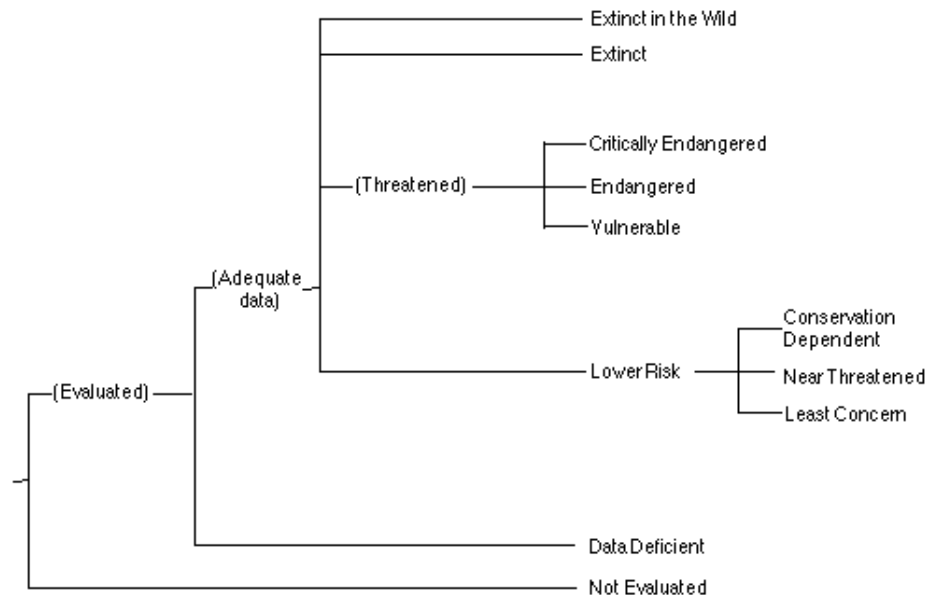 Extinct in the Wild
Extinct
Critically Endangered
(Threatened)
Endangered
Vulnerable
(Adequate
data)
Conservation
Dependent
Lower Risk
Near Threatened
(Evaluated)
Least Concern
Data Deficient
Not Evaluated